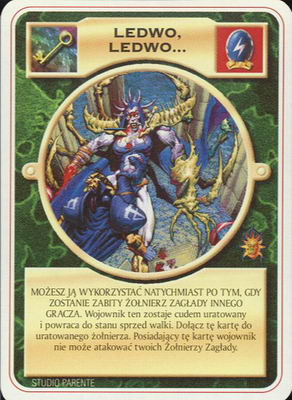 LEDWO,
LEDWO...
MOŻESZ JĄ WYKORZYSTAĆ NATYCHMIAST PO TYM, GDY
ZOSTANIE ZABITY ŻOŁNIERZ ZAGŁADY INNEGO
GRACZA. Wojownik ten zostaje cudem uratowany
i powraca do stanu sprzed walki. Dołącz tę kartę do
uratowanego żołnierza. Posiadający tę kartę wojownik
nie może atakować twoich Żołnierzy Zagłady.
STUDIO PARENTE